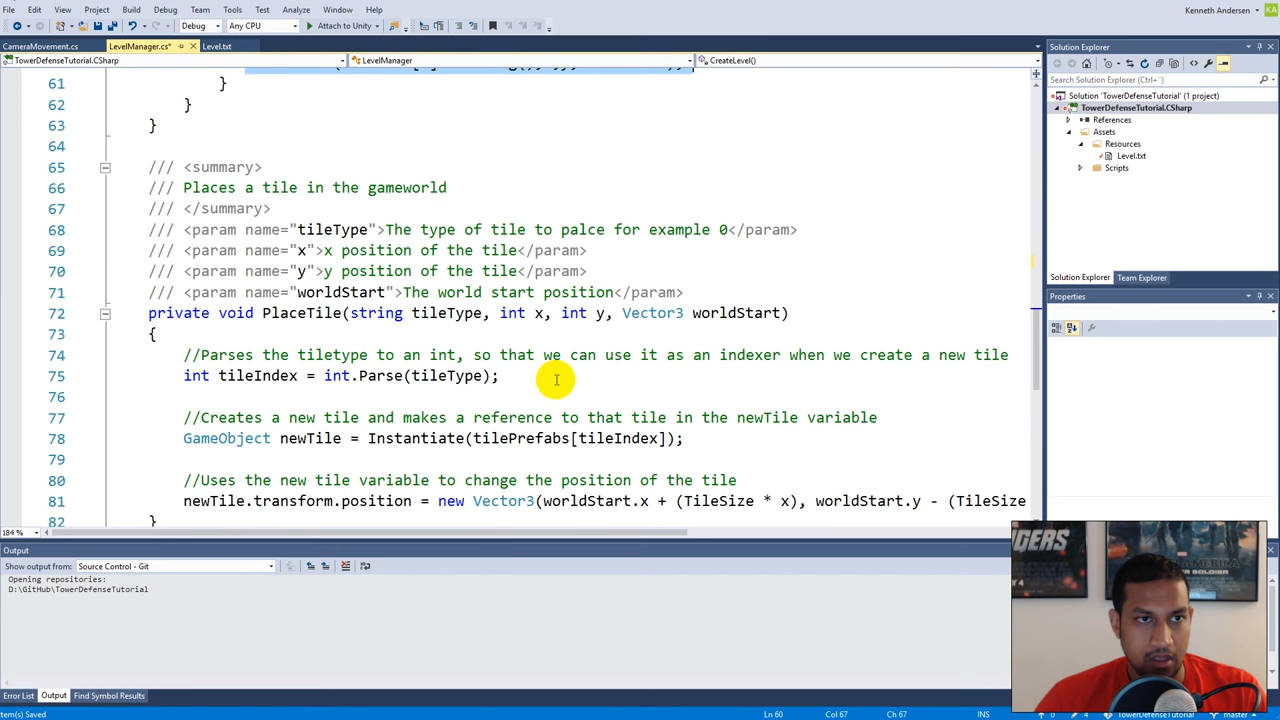 File Edit View Project Build Debug Team Tools Test Analyze Window Help
Kenneth Andersen KA
Debug Any CPU Attach to Unity
CameraMovement.cs LevelManager.cs* Level.txt
TowerDefenseTutorial.CSharp LevelManager CreateLevel()
61 }
62 }
63 }
64
65 /// <summary>
66 /// Places a tile in the gameworld
67 /// </summary>
68 /// <param name="tileType">The type of tile to palce for example 0</param>
69 /// <param name="x">x position of the tile</param>
70 /// <param name="y">y position of the tile</param>
71 /// <param name="worldStart">The world start position</param>
72 private void PlaceTile(string tileType, int x, int y, Vector3 worldStart)
73 {
74 //Parses the tiletype to an int, so that we can use it as an indexer when we create a new tile
75 int tileIndex = int.Parse(tileType);
76
77 //Creates a new tile and makes a reference to that tile in the newTile variable
78 GameObject newTile = Instantiate(tilePrefabs[tileIndex]);
79
80 //Uses the new tile variable to change the position of the tile
81 newTile.transform.position = new Vector3(worldStart.x + (TileSize * x), worldStart.y - (TileSize
82 }
184 %
Solution Explorer
Search Solution Explorer (Ctrl+¨)
Solution 'TowerDefenseTutorial' (1 project)
TowerDefenseTutorial.CSharp
References
Assets
Resources
Level.txt
Scripts
Solution Explorer Team Explorer
Properties
Output
Show output from: Source Control - Git
Opening repositories:
D:\GitHub\TowerDefenseTutorial
Error List Output Find Symbol Results
tem(s) Saved Ln 60 Col 67 Ch 67 INS 0 4 TowerDefenseTutorial master